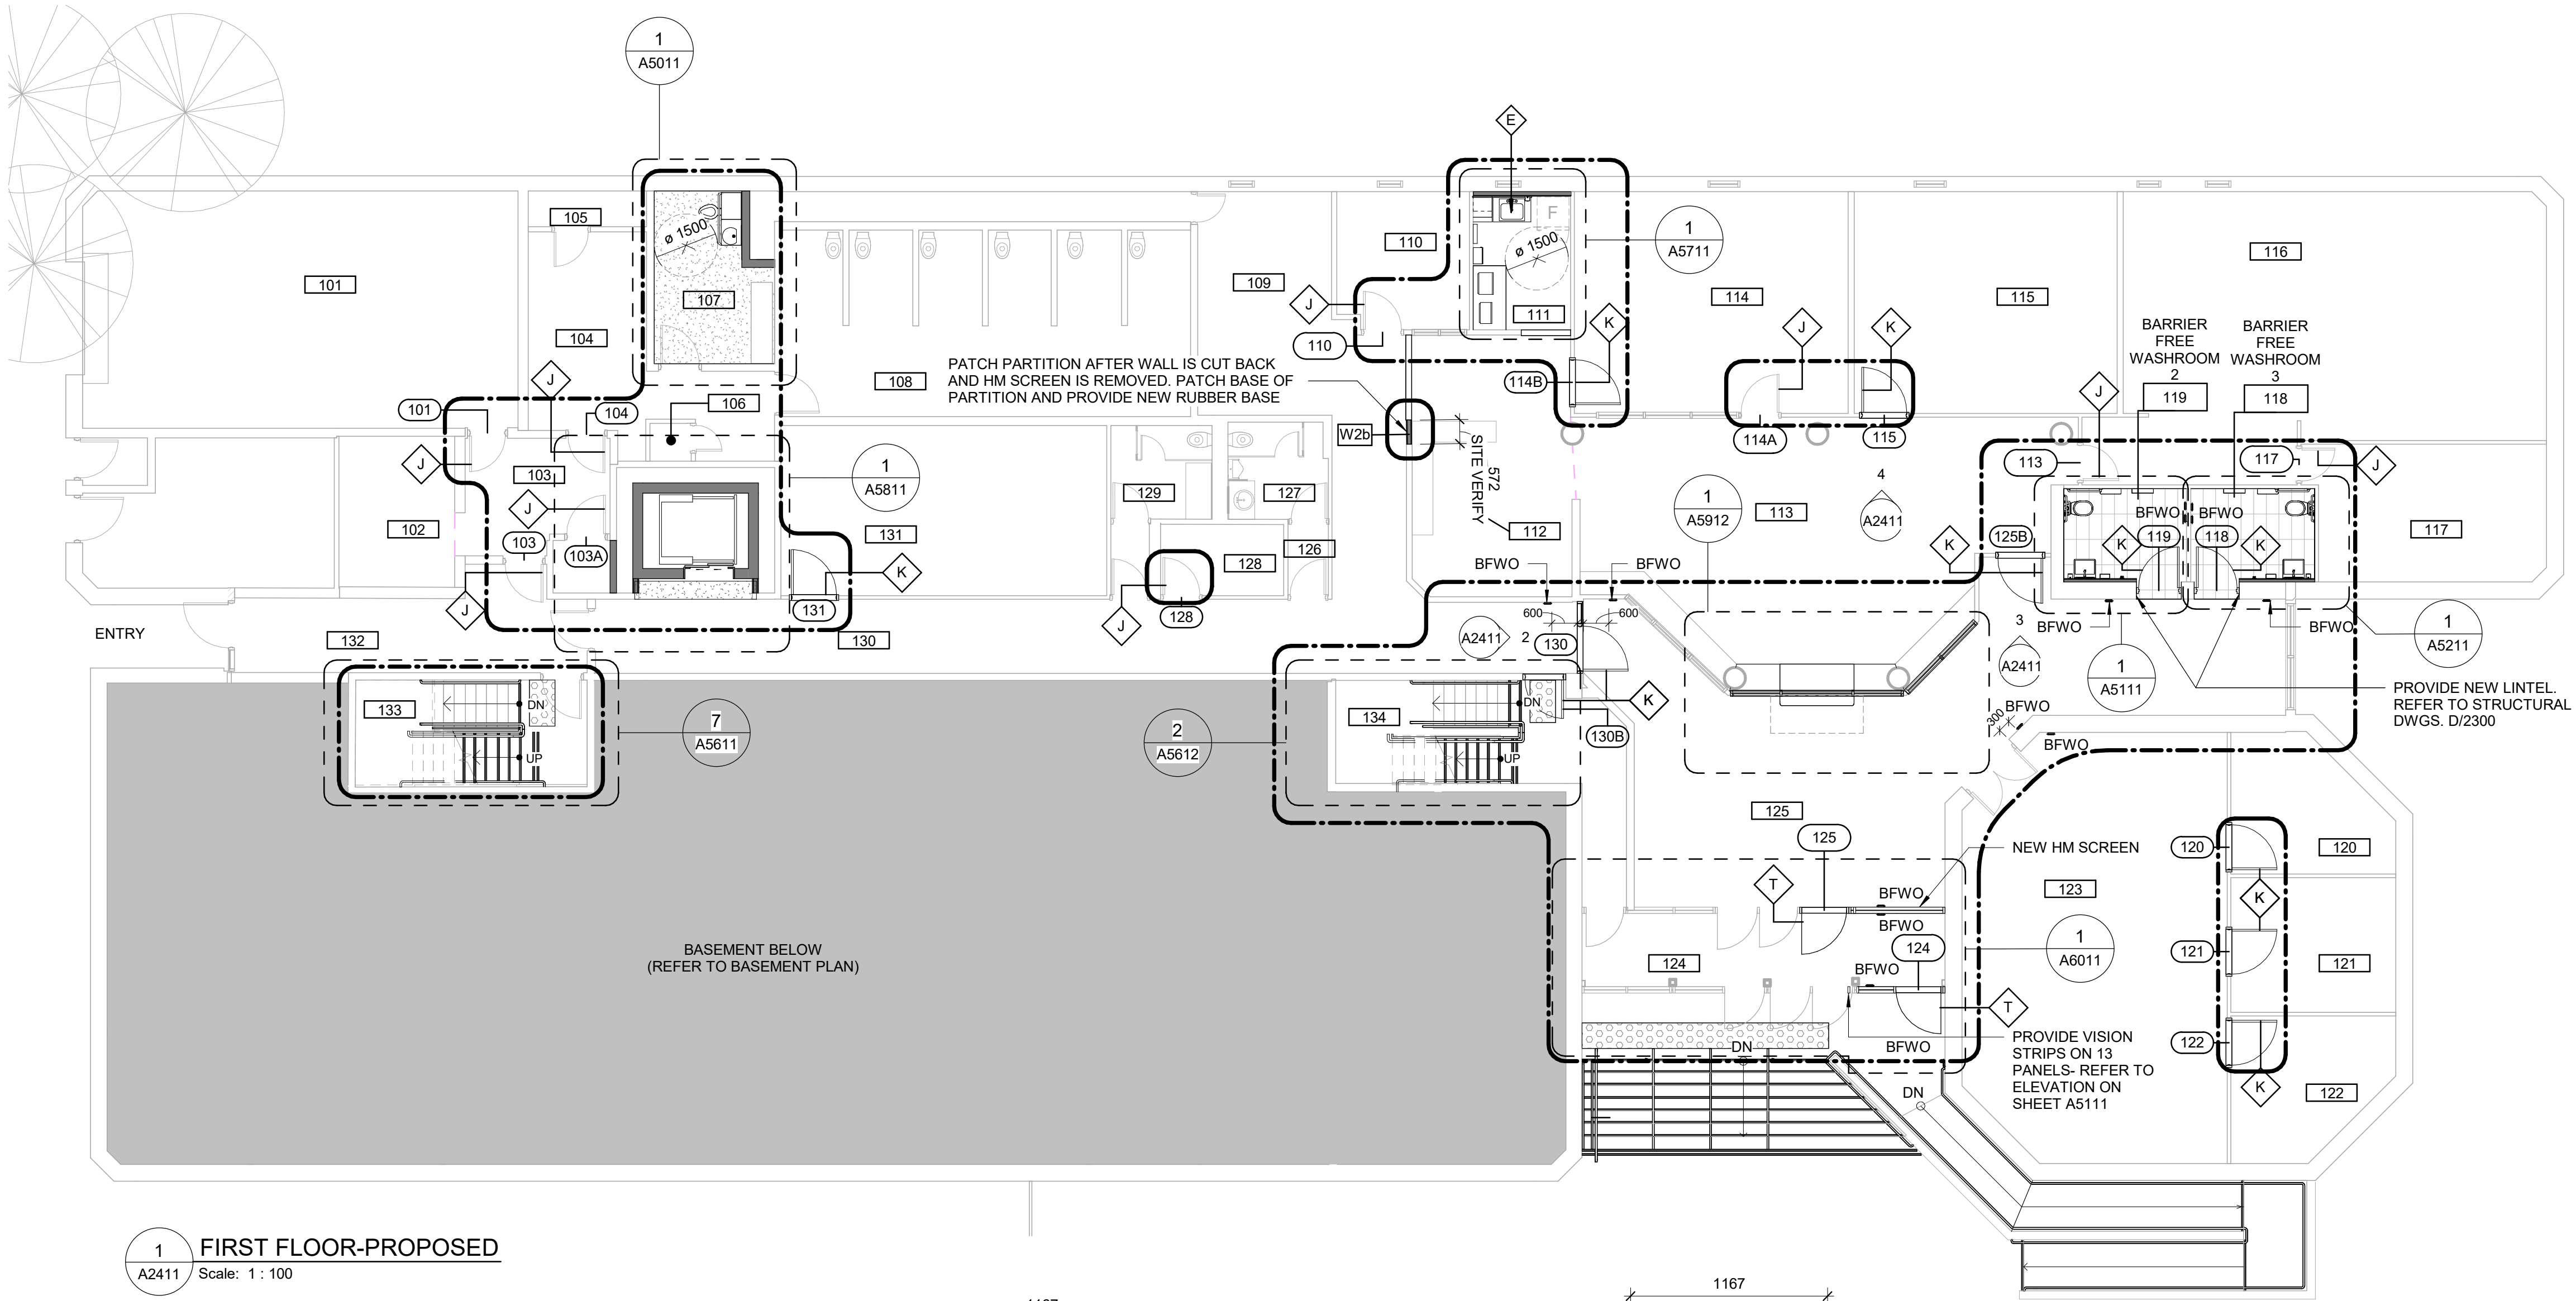 1
A5011
E
105
ø 1500
F
ø 1500
1
A5711
110
116
101
107
109
J
114
115
111
K
J
K
BARRIER
FREE
WASHROOM
2
119
BARRIER
FREE
WASHROOM
3
118
104
110
PATCH PARTITION AFTER WALL IS CUT BACK
AND HM SCREEN IS REMOVED. PATCH BASE OF
PARTITION AND PROVIDE NEW RUBBER BASE
J
108
114B
J
101
104
106
W2b
114A
115
J
103
1
A5811
572
SITE VERIFY
113
117
J
4
A2411
1
A5912
113
129
127
J
102
103
103A
131
112
BFWO
BFWO
125B
119
118
K
K
K
117
126
128
BFWO
BFWO
K
J
131
J
128
600
600
ENTRY
132
130
A2411
2
130
3
A2411
BFWO
BFWO
1
A5111
1
A5211
PROVIDE NEW LINTEL.
REFER TO STRUCTURAL
DWGS. D/2300
133
DN
UP
7
A5611
2
A5612
134
DN
UP
K
130B
300
BFWO
BFWO
125
125
NEW HM SCREEN
120
120
T
BFWO
BFWO
123
K
BASEMENT BELOW
(REFER TO BASEMENT PLAN)
124
124
BFWO
1
A6011
121
121
T
PROVIDE VISION
STRIPS ON 13
PANELS- REFER TO
ELEVATION ON
SHEET A5111
DN
BFWO
122
K
122
DN
1
A2411
FIRST FLOOR-PROPOSED
Scale: 1 : 100
1167